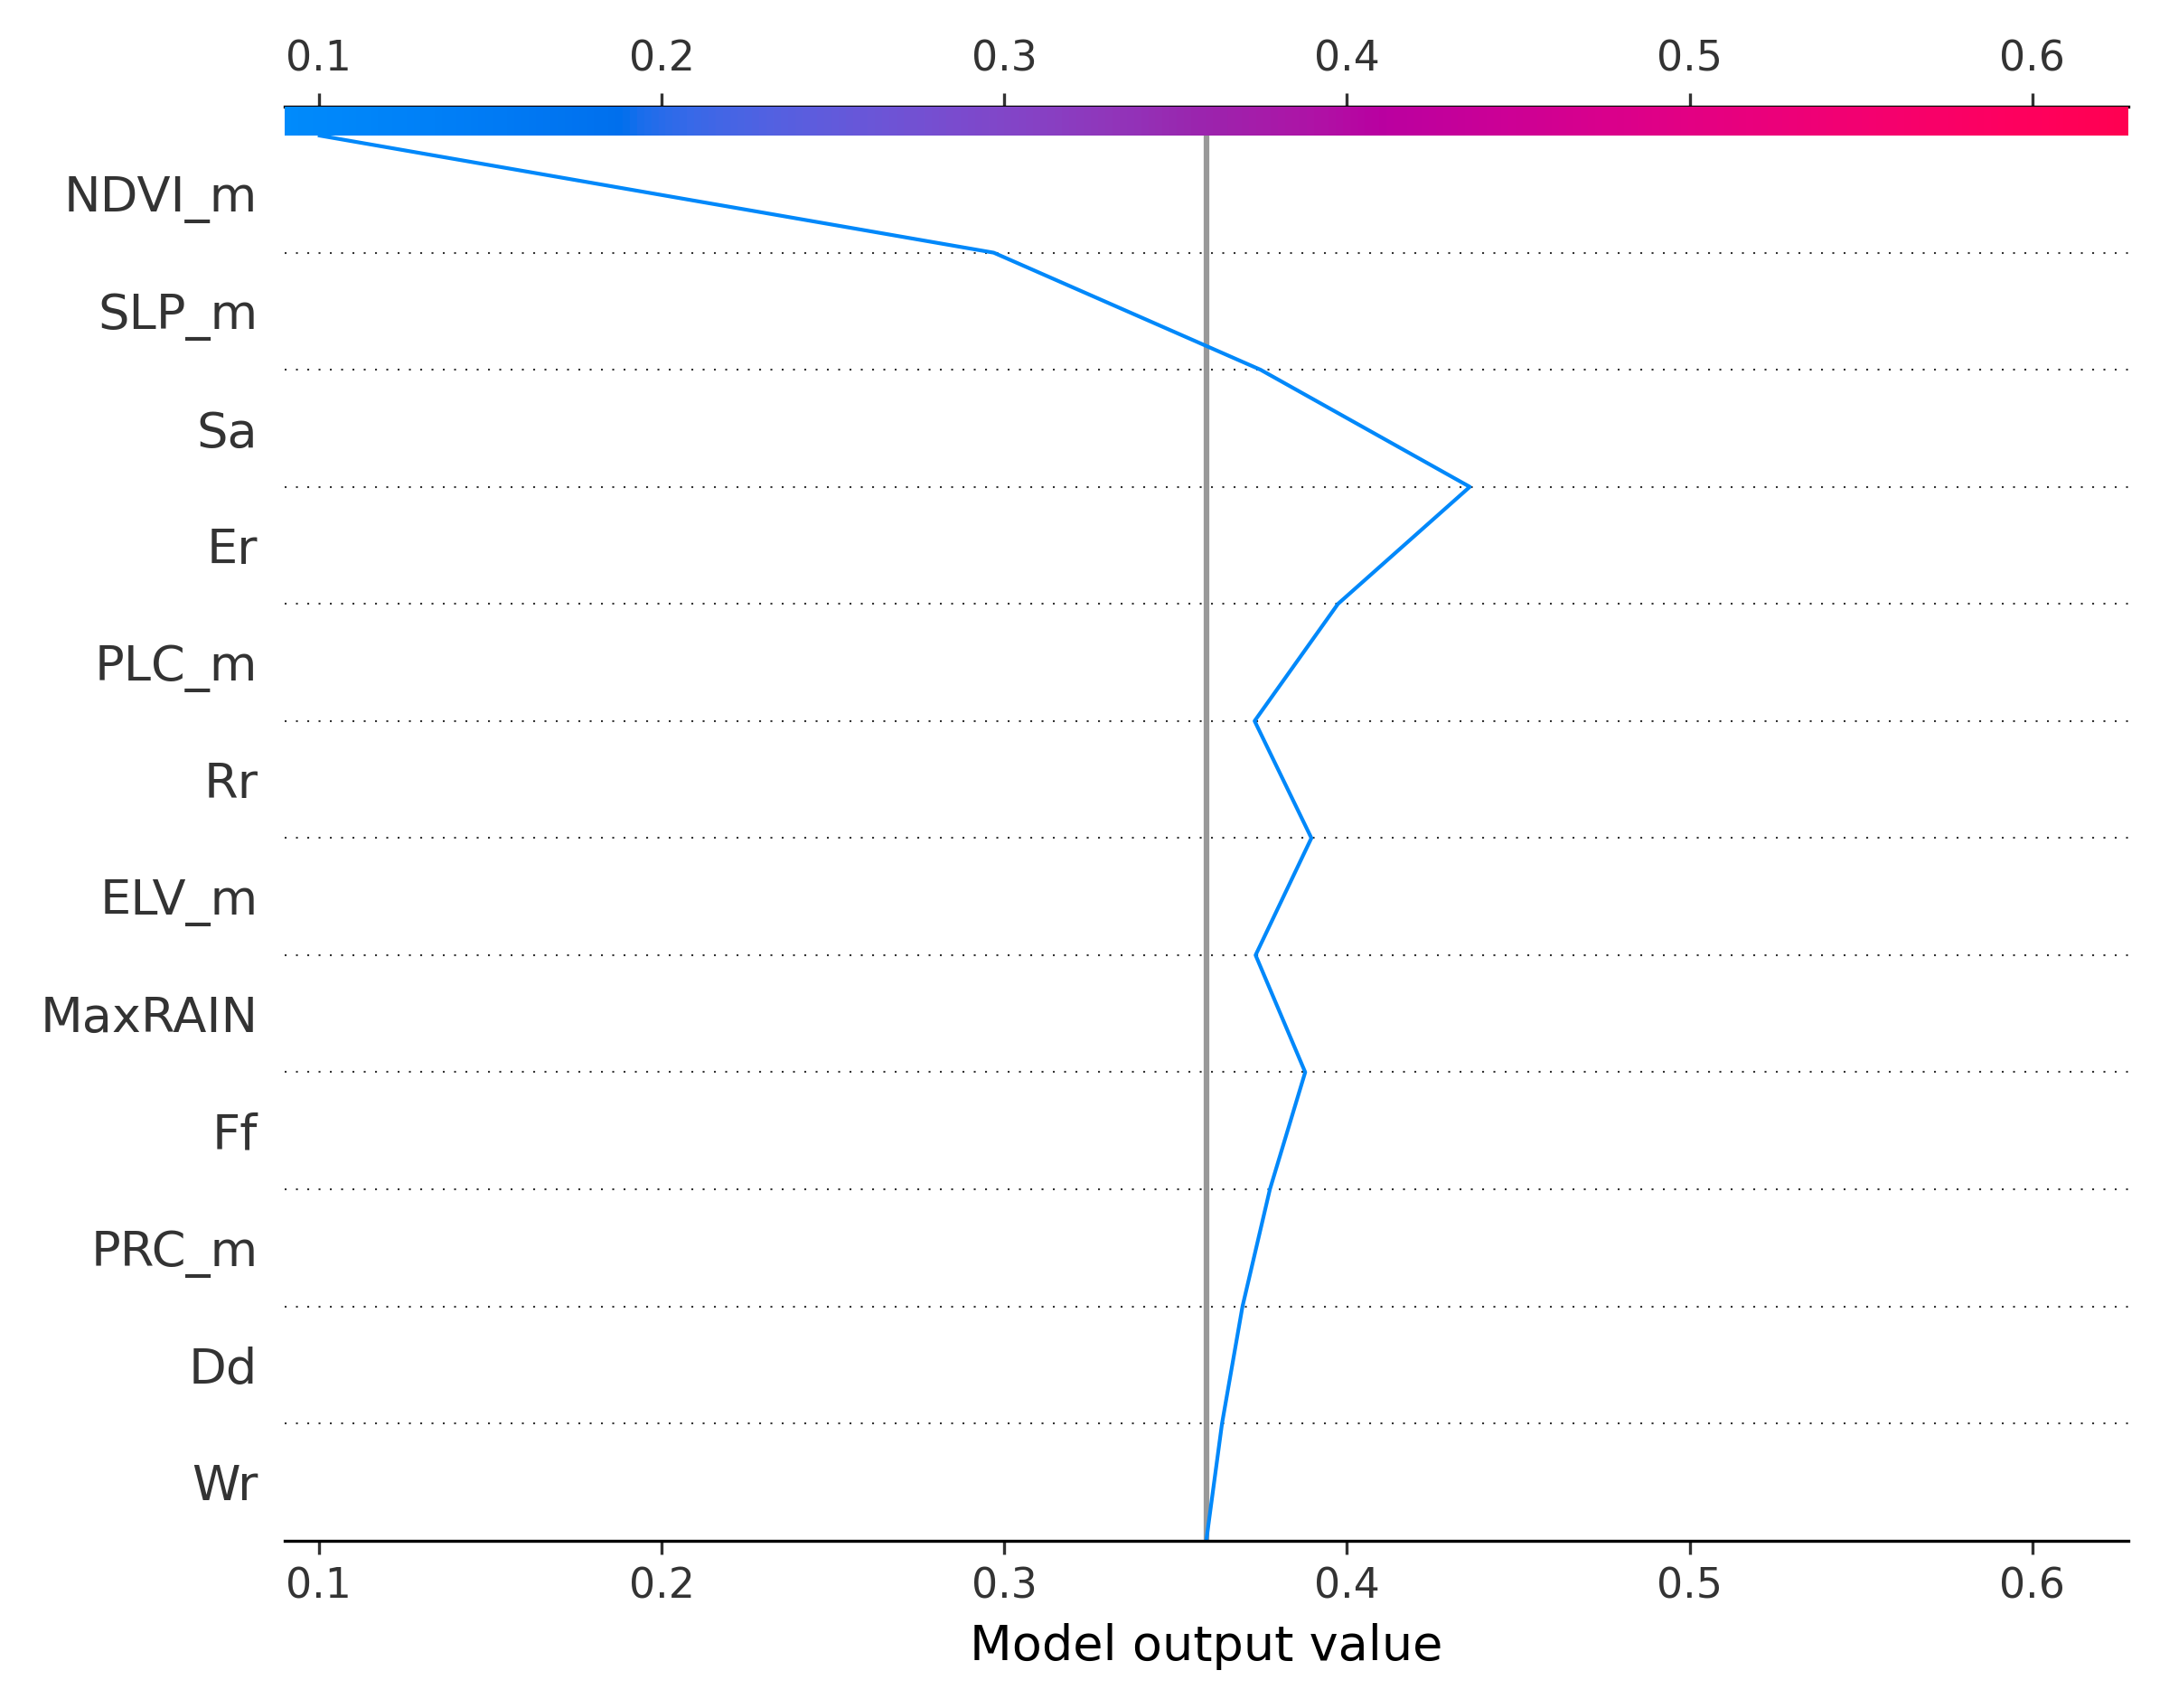 0.1 0.2 0.3 0.4 0.5 0.6
NDVI_m
SLP_m
Sa
Er
PLC_m
Rr
ELV_m
MaxRAIN
Ff
PRC_m
Dd
Wr
0.1 0.2 0.3 0.4 0.5 0.6
Model output value